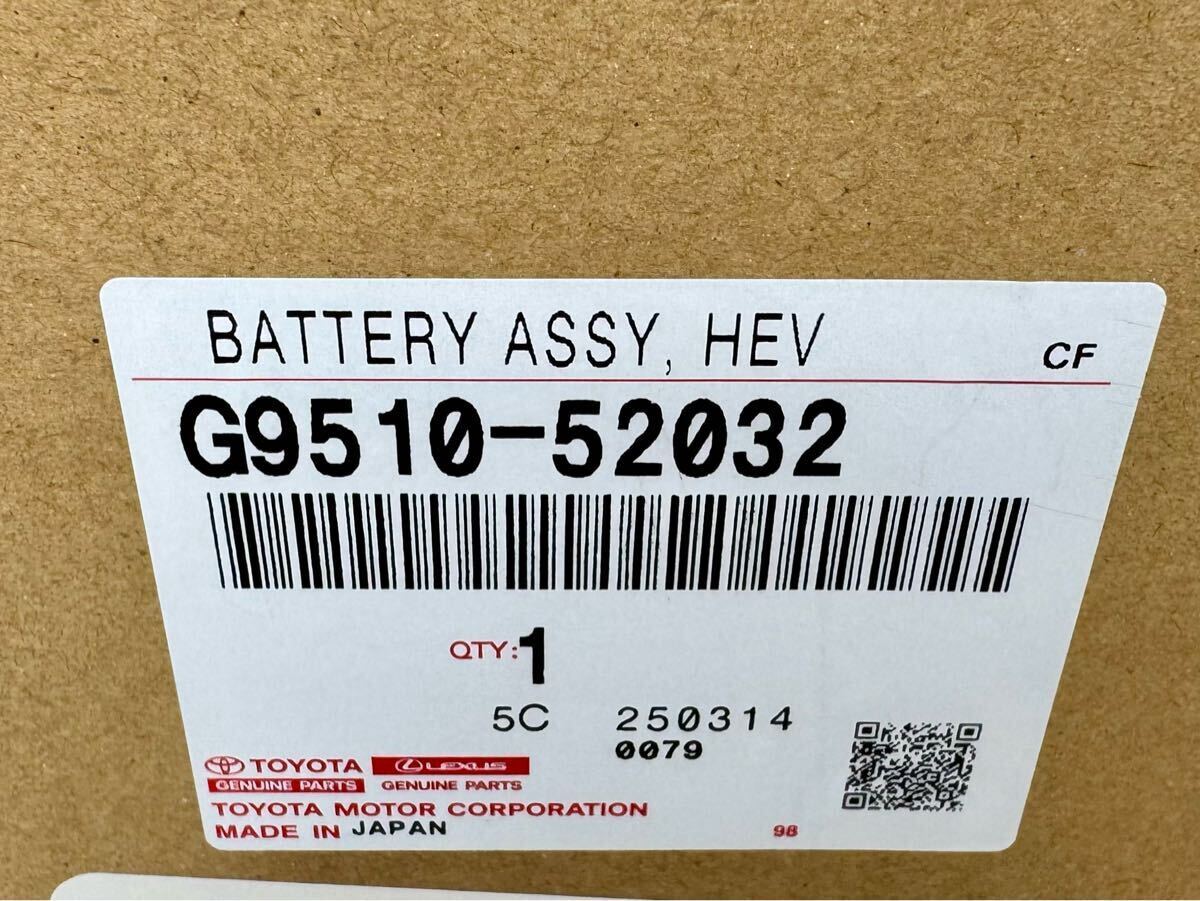 BATTERY ASSY, HEV
CF
G9510-52032
QTY: 1
5C 250314
0079
TOYOTA LEXUS
GENUINE PARTS GENUINE PARTS
TOYOTA MOTOR CORPORATION
MADE IN JAPAN
98